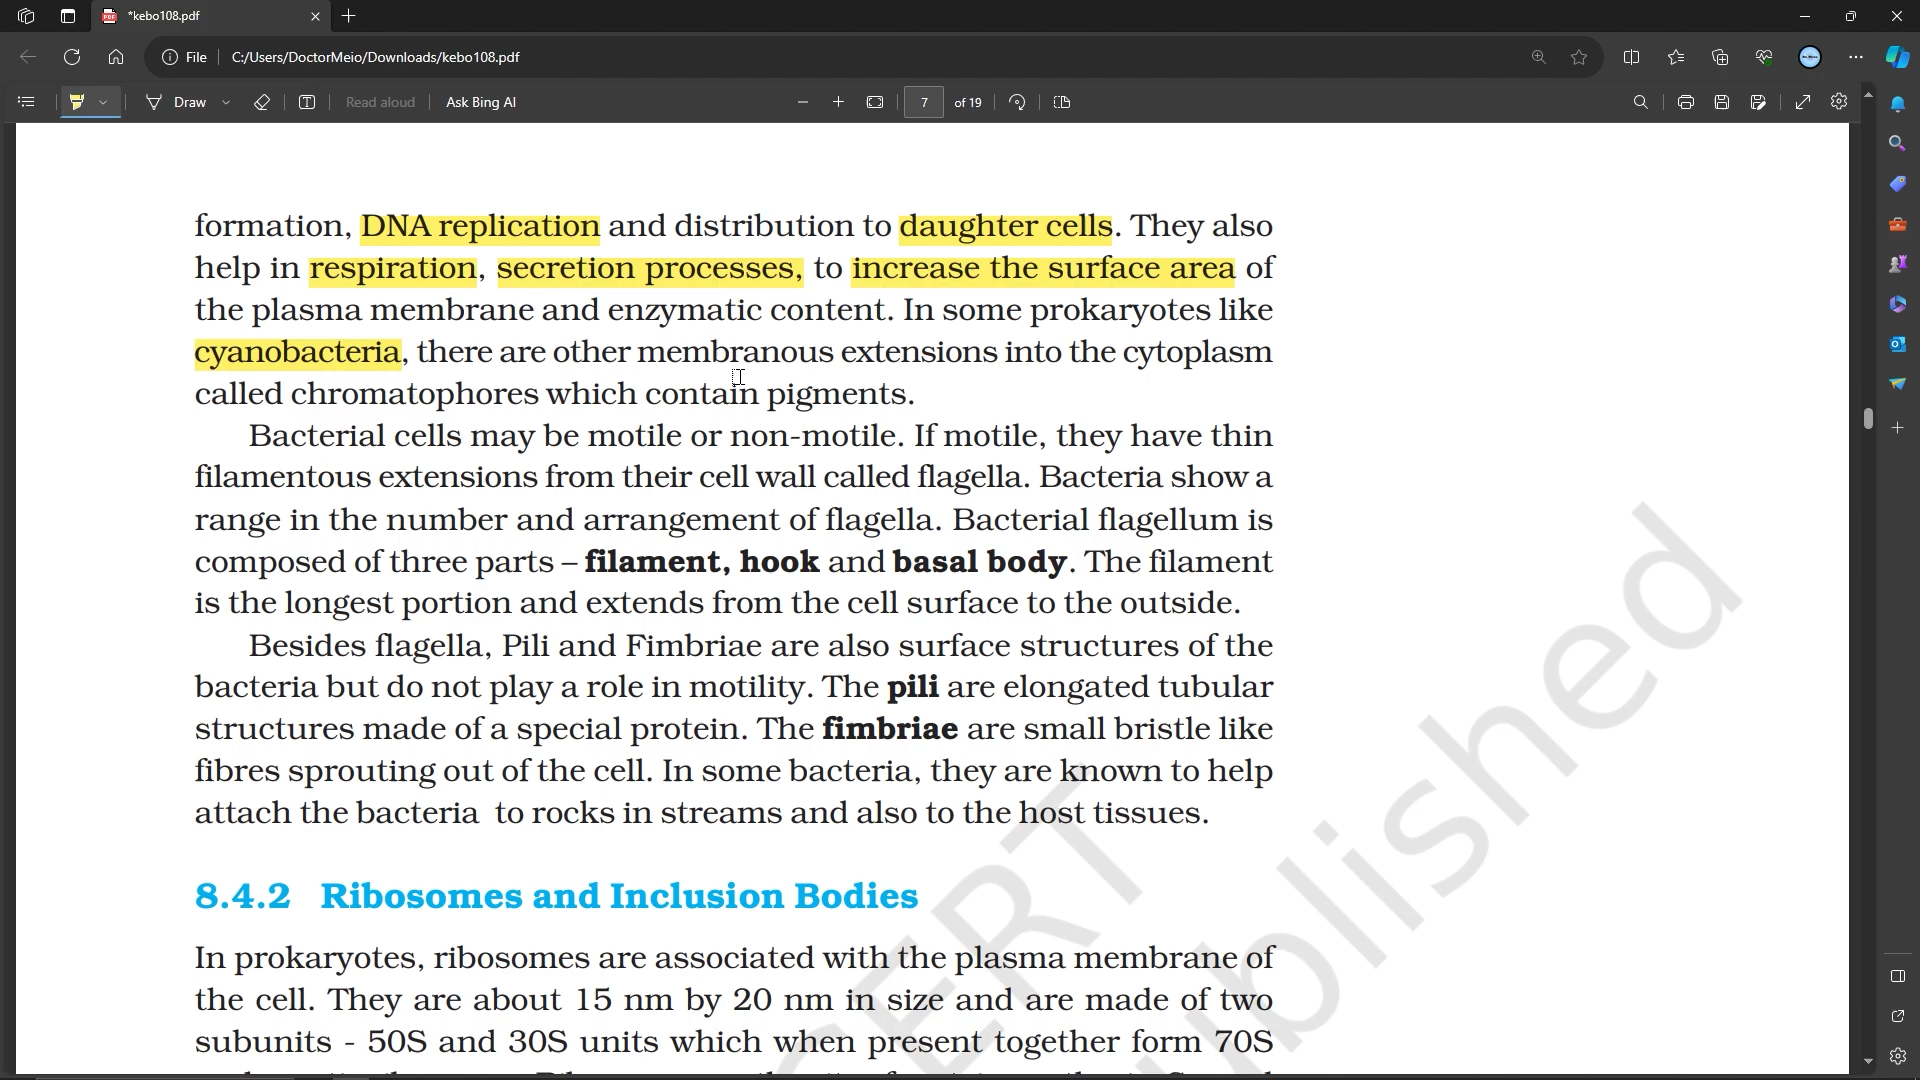 *kebo108.pdf
File
C:/Users/DoctorMeio/Downloads/kebo108.pdf
Draw
Read aloud
Ask Bing AI
7 of 19
formation, DNA replication and distribution to daughter cells. They also
help in respiration, secretion processes, to increase the surface area of
the plasma membrane and enzymatic content. In some prokaryotes like
cyanobacteria, there are other membranous extensions into the cytoplasm
called chromatophores which contain pigments.
Bacterial cells may be motile or non-motile. If motile, they have thin
filamentous extensions from their cell wall called flagella. Bacteria show a
range in the number and arrangement of flagella. Bacterial flagellum is
composed of three parts – filament, hook and basal body. The filament
is the longest portion and extends from the cell surface to the outside.
Besides flagella, Pili and Fimbriae are also surface structures of the
bacteria but do not play a role in motility. The pili are elongated tubular
structures made of a special protein. The fimbriae are small bristle like
fibres sprouting out of the cell. In some bacteria, they are known to help
attach the bacteria to rocks in streams and also to the host tissues.
8.4.2 Ribosomes and Inclusion Bodies
In prokaryotes, ribosomes are associated with the plasma membrane of
the cell. They are about 15 nm by 20 nm in size and are made of two
subunits - 50S and 30S units which when present together form 70S